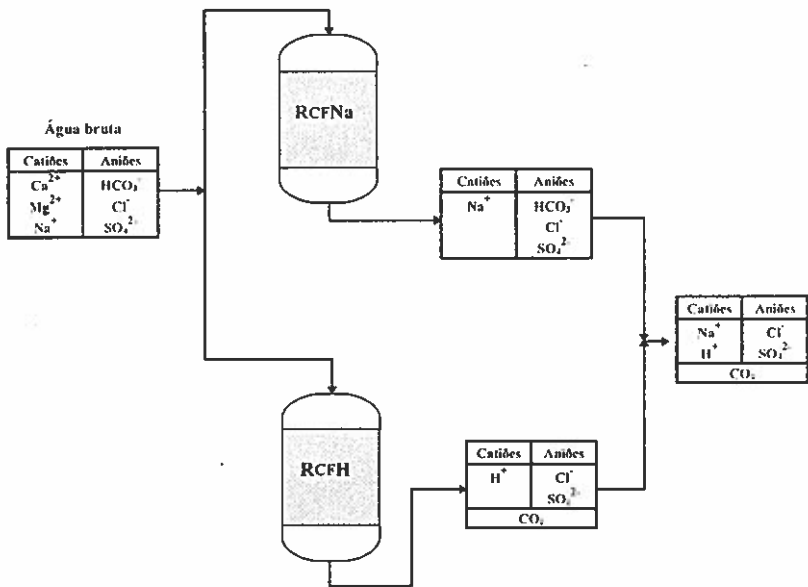 RCFNa
Água bruta
Catiões Aniões
Ca²⁺ HCO₃⁻
Mg²⁺ Cl⁻
Na⁺ SO₄²⁻
Catiões Aniões
Na⁺ HCO₃⁻
Cl⁻
SO₄²⁻
Catiões Aniões
Na⁺ Cl⁻
H⁺ SO₄²⁻
CO₂
RCFH
Catiões Aniões
H⁺ Cl⁻
SO₄²⁻
CO₂